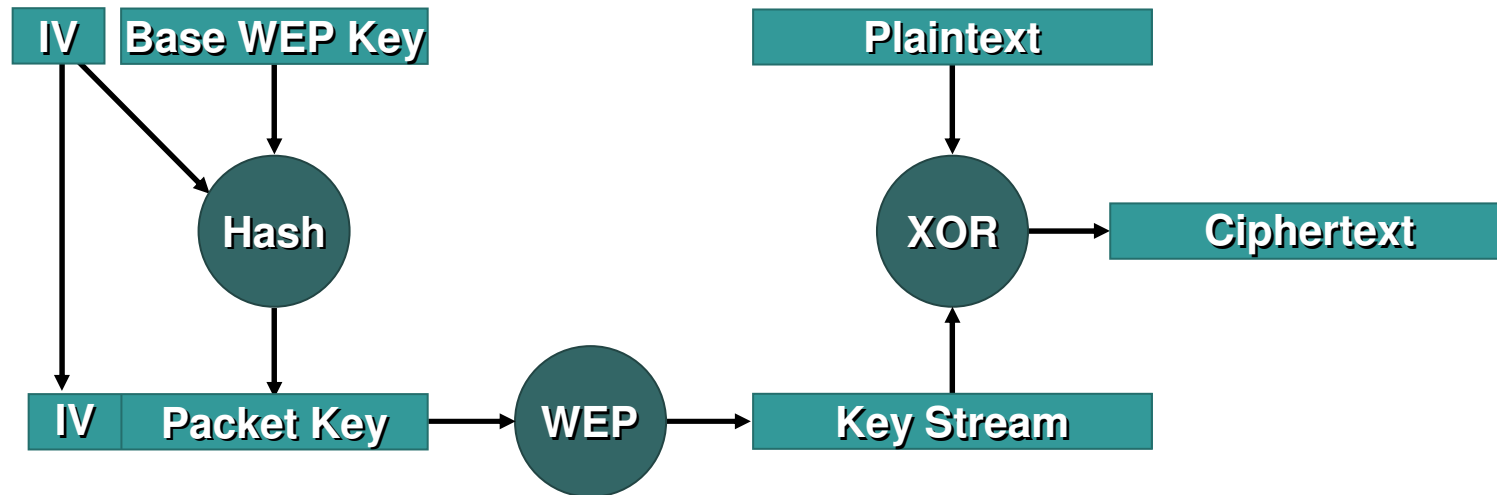 IV
Base WEP Key
Plaintext
Hash
XOR
Ciphertext
IV
Packet Key
WEP
Key Stream